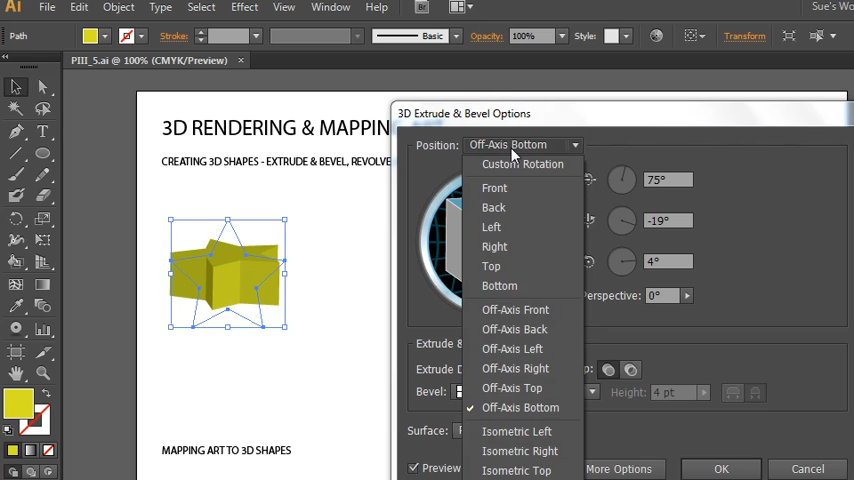 Ai File Edit Object Type Select Effect View Window Help Br Sue's Wo
Path Stroke: Basic Opacity: 100% Style: Transform
PIII_5.ai @ 100% (CMYK/Preview) ×
3D Extrude & Bevel Options
3D RENDERING & MAPPIN
CREATING 3D SHAPES - EXTRUDE & BEVEL, REVOLVE
Position: Off-Axis Bottom
Custom Rotation
75°
Front
Back
-19°
Left
Right
4°
Top
Bottom
Perspective: 0°
Off-Axis Front
Off-Axis Back
Off-Axis Left
Extrude &
Off-Axis Right
Extrude D
p:
Off-Axis Top
Bevel:
Height: 4 pt
Off-Axis Bottom
Surface:
Isometric Left
Isometric Right
MAPPING ART TO 3D SHAPES
Isometric Top
Preview
More Options
OK
Cancel